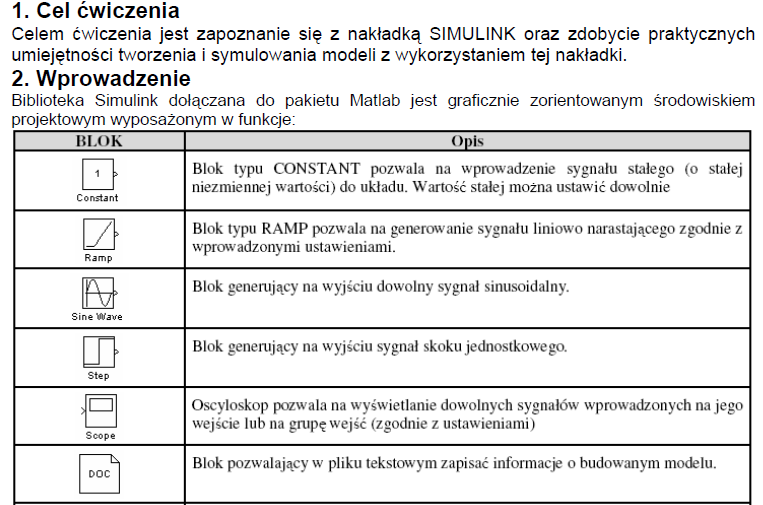 1. Cel ćwiczenia
Celem ćwiczenia jest zapoznanie się z nakładką SIMULINK oraz zdobycie praktycznych
umiejętności tworzenia i symulowania modeli z wykorzystaniem tej nakładki.
2. Wprowadzenie
Biblioteka Simulink dołączana do pakietu Matlab jest graficznie zorientowanym środowiskiem
projektowym wyposażonym w funkcje:
BLOK Opis
1
Constant
Blok typu CONSTANT pozwala na wprowadzenie sygnału stałego (o stałej
niezmiennej wartości) do układu. Wartość stałej można ustawić dowolnie
Ramp
Blok typu RAMP pozwala na generowanie sygnału liniowo narastającego zgodnie z
wprowadzonymi ustawieniami.
Sine Wave
Blok generujący na wyjściu dowolny sygnał sinusoidalny.
Step
Blok generujący na wyjściu sygnał skoku jednostkowego.
Scope
Oscyloskop pozwala na wyświetlanie dowolnych sygnałów wprowadzonych na jego
wejście lub na grupę wejść (zgodnie z ustawieniami)
DOC
Blok pozwalający w pliku tekstowym zapisać informacje o budowanym modelu.